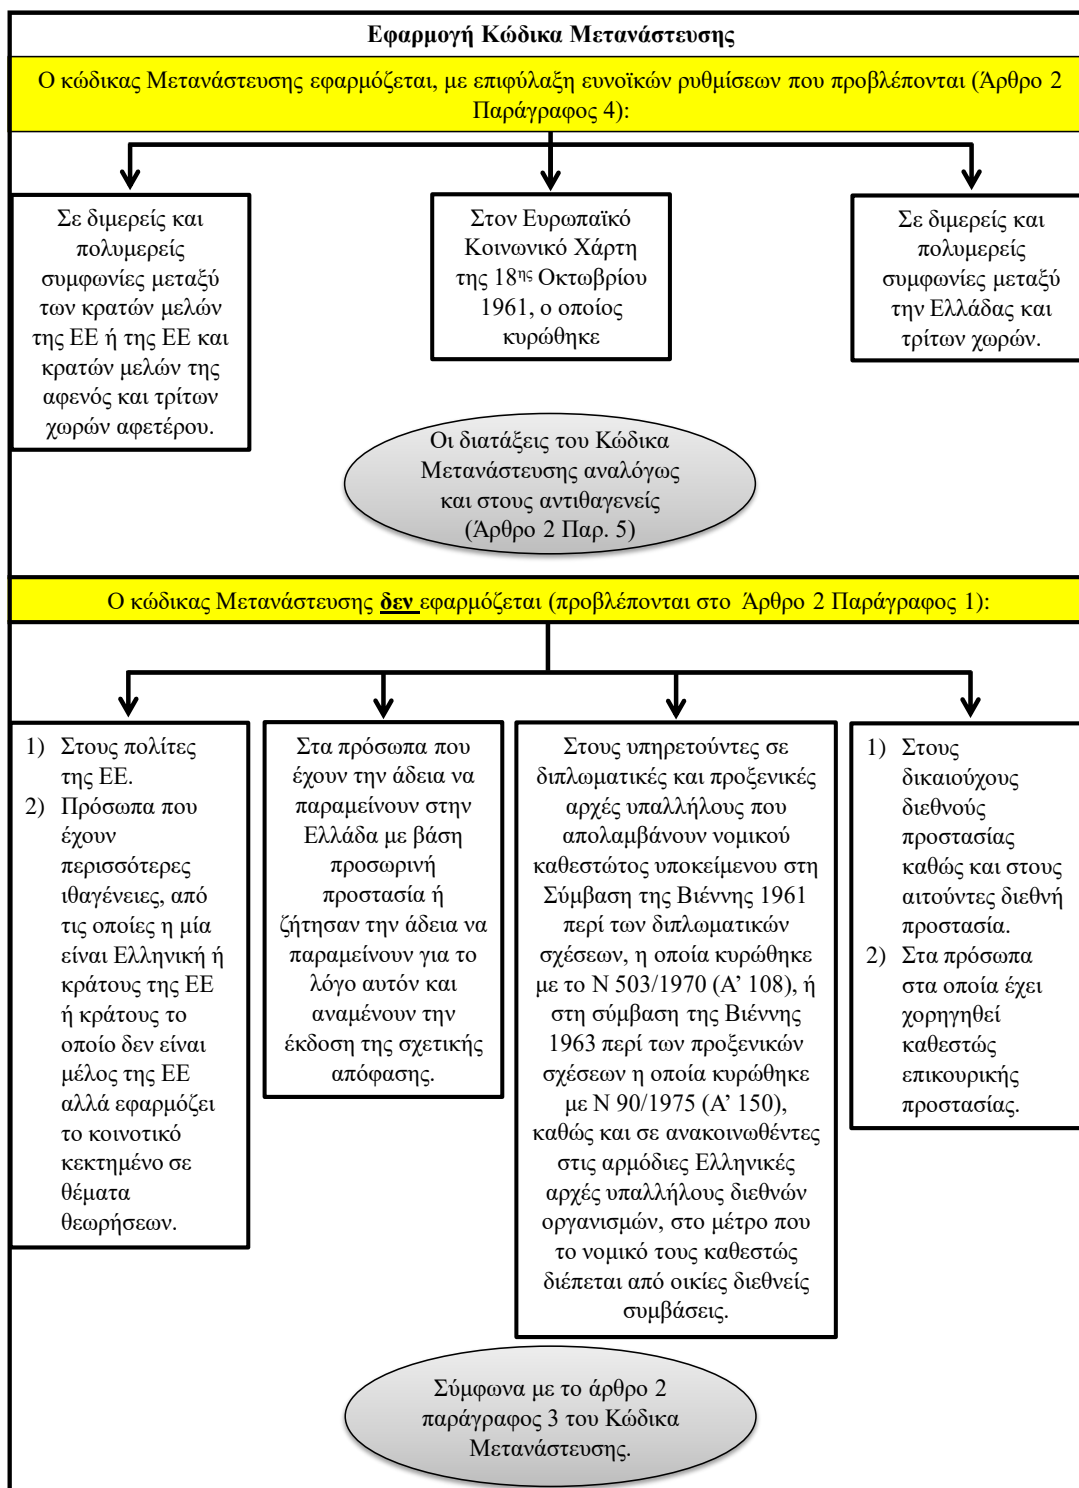 Εφαρμογή Κώδικα Μετανάστευσης
Ο κώδικας Μετανάστευσης εφαρμόζεται, με επιφύλαξη ευνοϊκών ρυθμίσεων που προβλέπονται (Άρθρο 2
Παράγραφος 4):
Σε διμερείς και
πολυμερείς
συμφωνίες μεταξύ
των κρατών μελών
της ΕΕ ή της ΕΕ και
κρατών μελών της
αφενός και τρίτων
χωρών αφετέρου.
Στον Ευρωπαϊκό
Κοινωνικό Χάρτη
της 18ης Οκτωβρίου
1961, ο οποίος
κυρώθηκε
Σε διμερείς και
πολυμερείς
συμφωνίες μεταξύ
την Ελλάδας και
τρίτων χωρών.
Οι διατάξεις του Κώδικα
Μετανάστευσης αναλόγως
και στους αντιθαγενείς
(Άρθρο 2 Παρ. 5)
Ο κώδικας Μετανάστευσης δεν εφαρμόζεται (προβλέπονται στο Άρθρο 2 Παράγραφος 1):
1) Στους πολίτες
της ΕΕ.
2) Πρόσωπα που
έχουν
περισσότερες
ιθαγένειες, από
τις οποίες η μία
είναι Ελληνική ή
κράτους της ΕΕ
ή κράτους το
οποίο δεν είναι
μέλος της ΕΕ
αλλά εφαρμόζει
το κοινοτικό
κεκτημένο σε
θέματα
θεωρήσεων.
Στα πρόσωπα που
έχουν την άδεια να
παραμείνουν στην
Ελλάδα με βάση
προσωρινή
προστασία ή
ζήτησαν την άδεια να
παραμείνουν για το
λόγο αυτόν και
αναμένουν την
έκδοση της σχετικής
απόφασης.
Στους υπηρετούντες σε
διπλωματικές και προξενικές
αρχές υπαλλήλους που
απολαμβάνουν νομικού
καθεστώτος υποκείμενου στη
Σύμβαση της Βιέννης 1961
περί των διπλωματικών
σχέσεων, η οποία κυρώθηκε
με το Ν 503/1970 (Α’ 108), ή
στη σύμβαση της Βιέννης
1963 περί των προξενικών
σχέσεων η οποία κυρώθηκε
με Ν 90/1975 (Α’ 150),
καθώς και σε ανακοινωθέντες
στις αρμόδιες Ελληνικές
αρχές υπαλλήλους διεθνών
οργανισμών, στο μέτρο που
το νομικό τους καθεστώς
διέπεται από οικίες διεθνείς
συμβάσεις.
1) Στους
δικαιούχους
διεθνούς
προστασίας
καθώς και στους
αιτούντες διεθνή
προστασία.
2) Στα πρόσωπα
στα οποία έχει
χορηγηθεί
καθεστώς
επικουρικής
προστασίας.
Σύμφωνα με το άρθρο 2
παράγραφος 3 του Κώδικα
Μετανάστευσης.